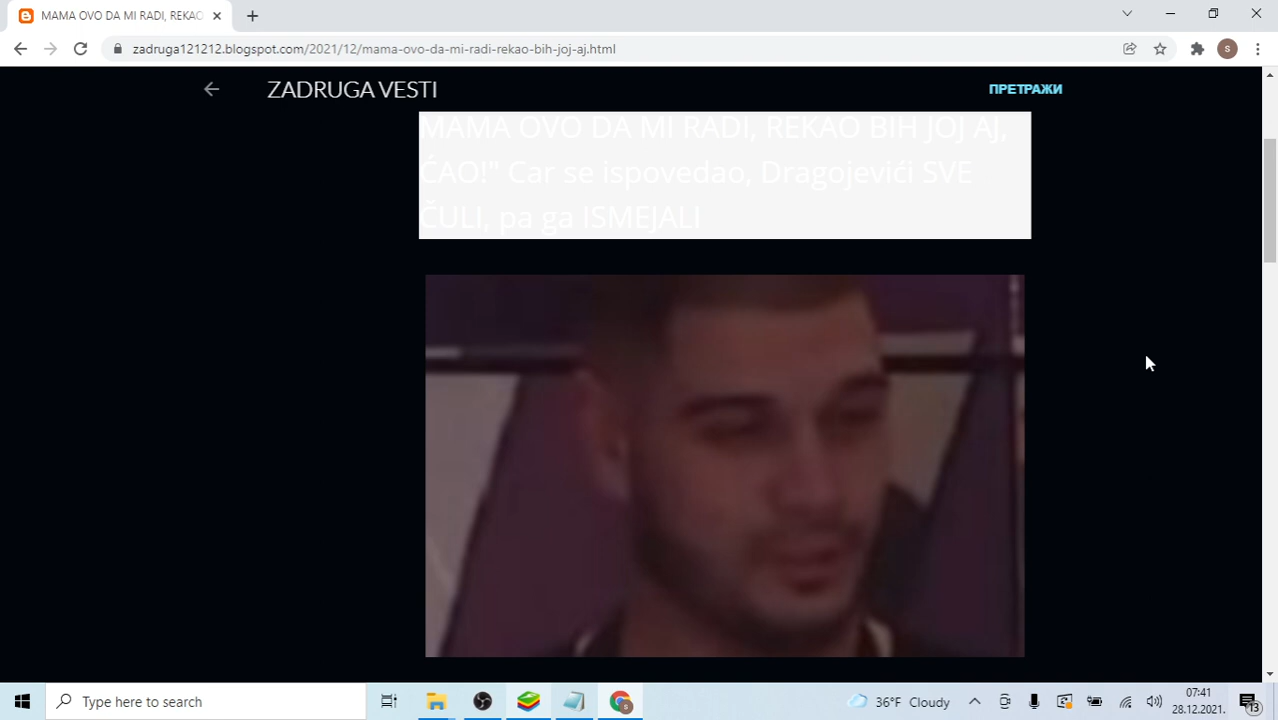 MAMA OVO DA MI RADI, REKAO
zadruga121212.blogspot.com/2021/12/mama-ovo-da-mi-radi-rekao-bih-joj-aj.html
S
ZADRUGA VESTI
ПРЕТРАЖИ
MAMA OVO DA MI RADI, REKAO BIH JOJ AJ,
ĆAO!" Car se ispovedao, Dragojevići SVE
ČULI, pa ga ISMEJALI
Type here to search
36°F Cloudy
07:41
28.12.2021.
13